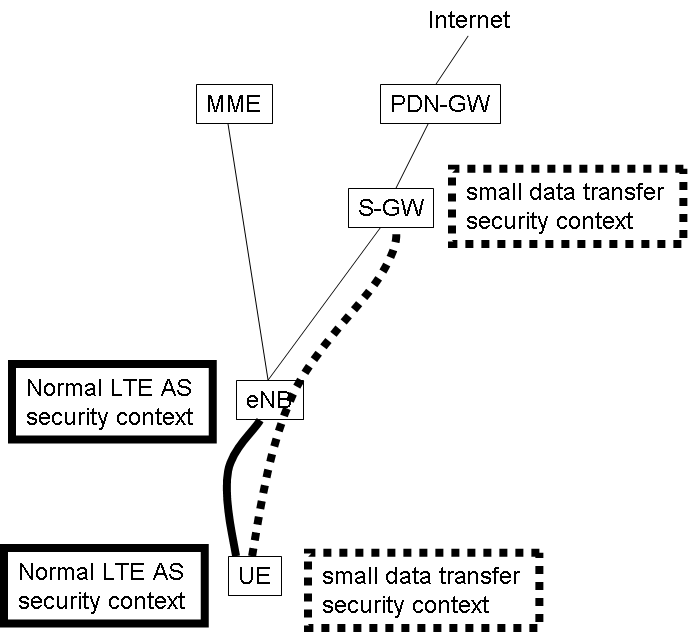 Internet
MME
PDN-GW
S-GW
small data transfer
security context
Normal LTE AS
security context
eNB
Normal LTE AS
security context
UE
small data transfer
security context